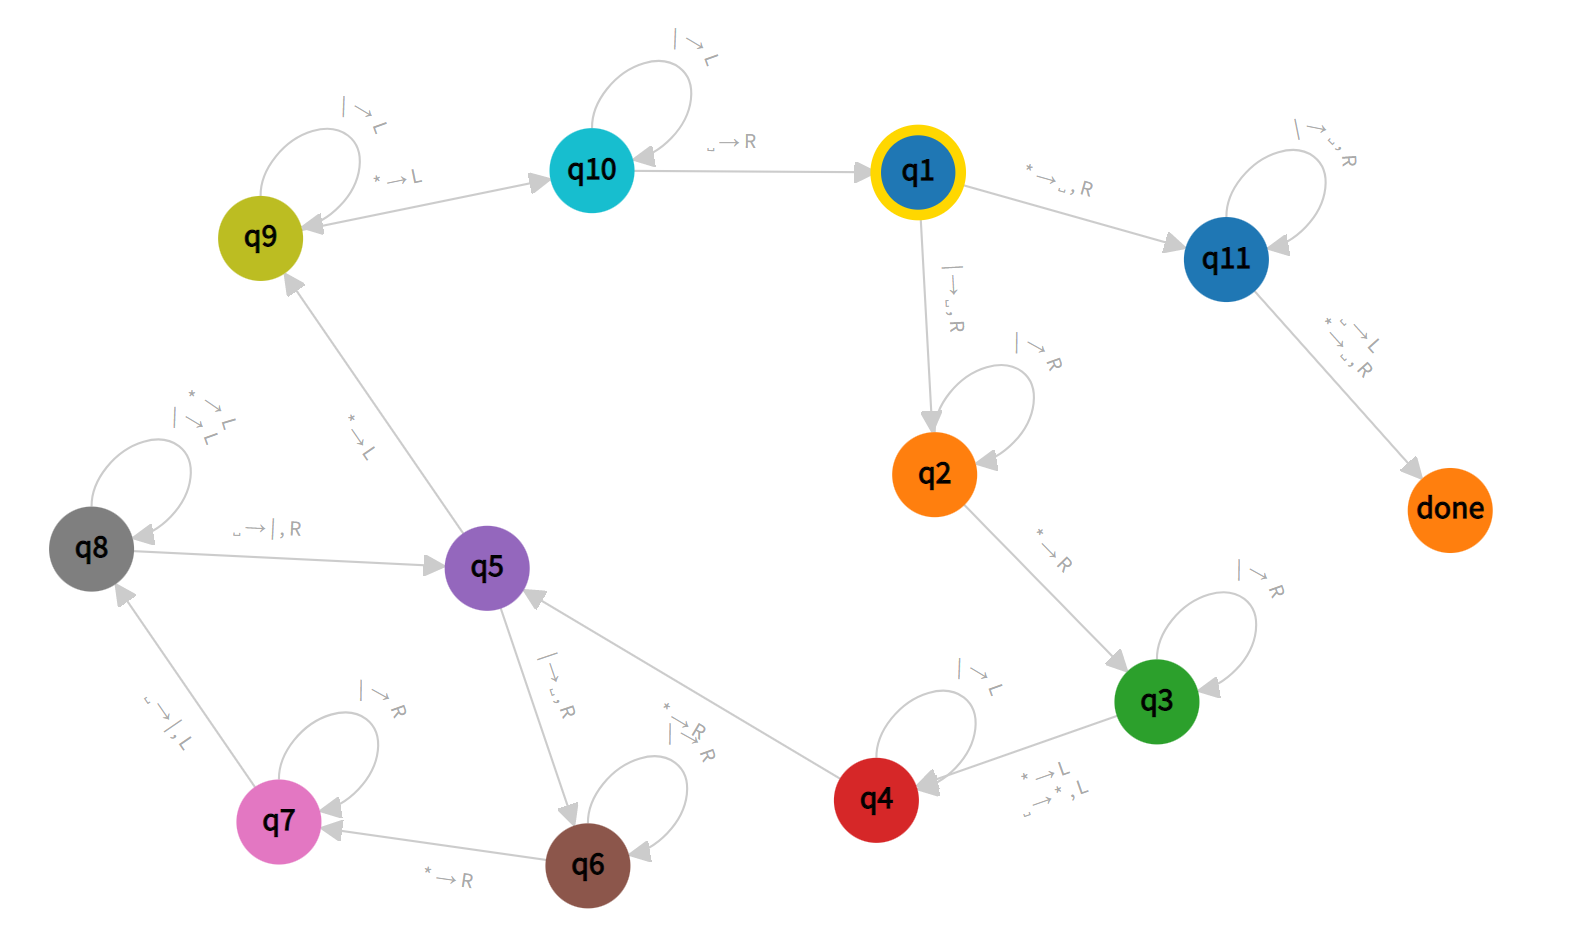 |→L
|→L
*→L
q10
␣→R
q1
*→␣,R
|→␣,R
q9
q11
|→␣,R
|→R
␣→L
*→␣,R
*→L
|→L
*→L
q2
done
q8
␣→|,R
q5
*→R
|→R
|→␣,R
*→R
|→R
|→L
q3
␣→|,L
|→R
*→L
␣→*,L
q4
q7
q6
*→R